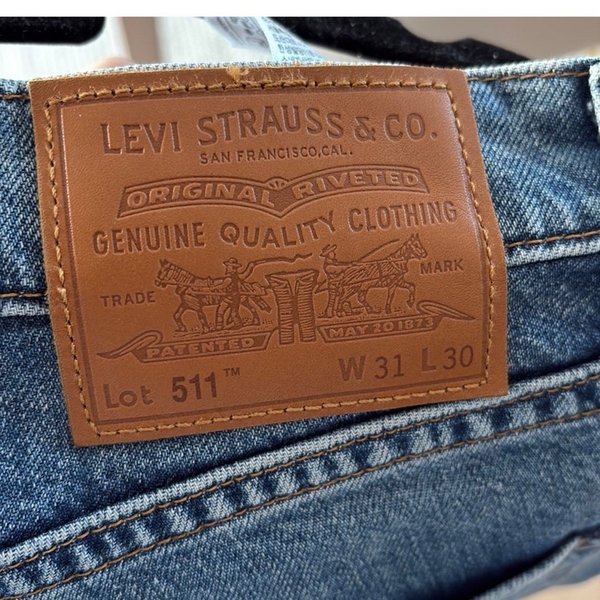 LEVI STRAUSS & CO.
SAN FRANCISCO, CAL.
ORIGINAL RIVETED
GENUINE QUALITY CLOTHING
TRADE MARK
PATENTED MAY 20 1873
Lot 511™ W 31 L 30